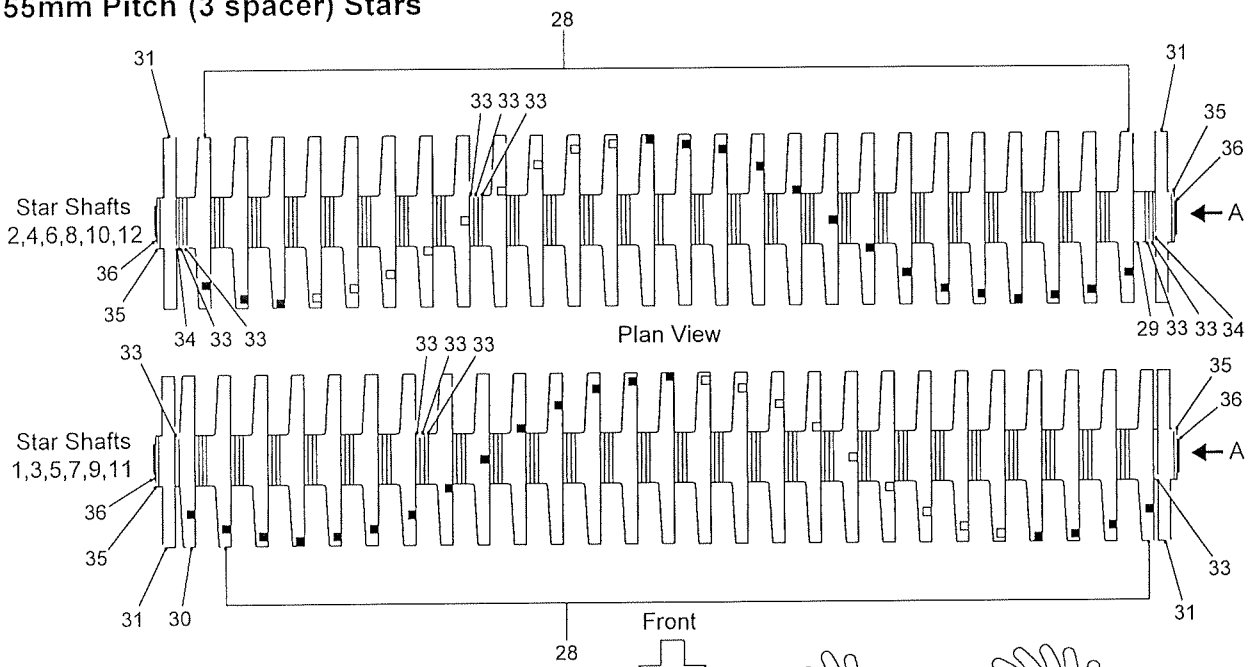 55mm Pitch (3 spacer) Stars
28
31
31
33 33 33
35
36
Star Shafts
2,4,6,8,10,12
A
36
35
34 33 33
Plan View
29 33 33 34
33
33 33 33
35
36
Star Shafts
1,3,5,7,9,11
A
36
35
33
31 30
31
Front
28